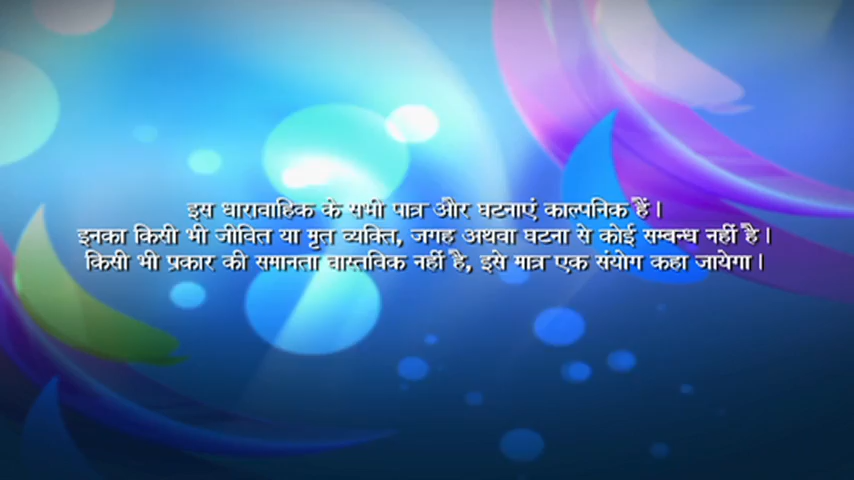 इस धारावाहिक के सभी पात्र और घटनाएं काल्पनिक हैं।
इनका किसी भी जीवित या मृत व्यक्ति, जगह अथवा घटना से कोई सम्बन्ध नहीं है।
किसी भी प्रकार की समानता वास्तविक नहीं है, इसे मात्र एक संयोग कहा जायेगा।